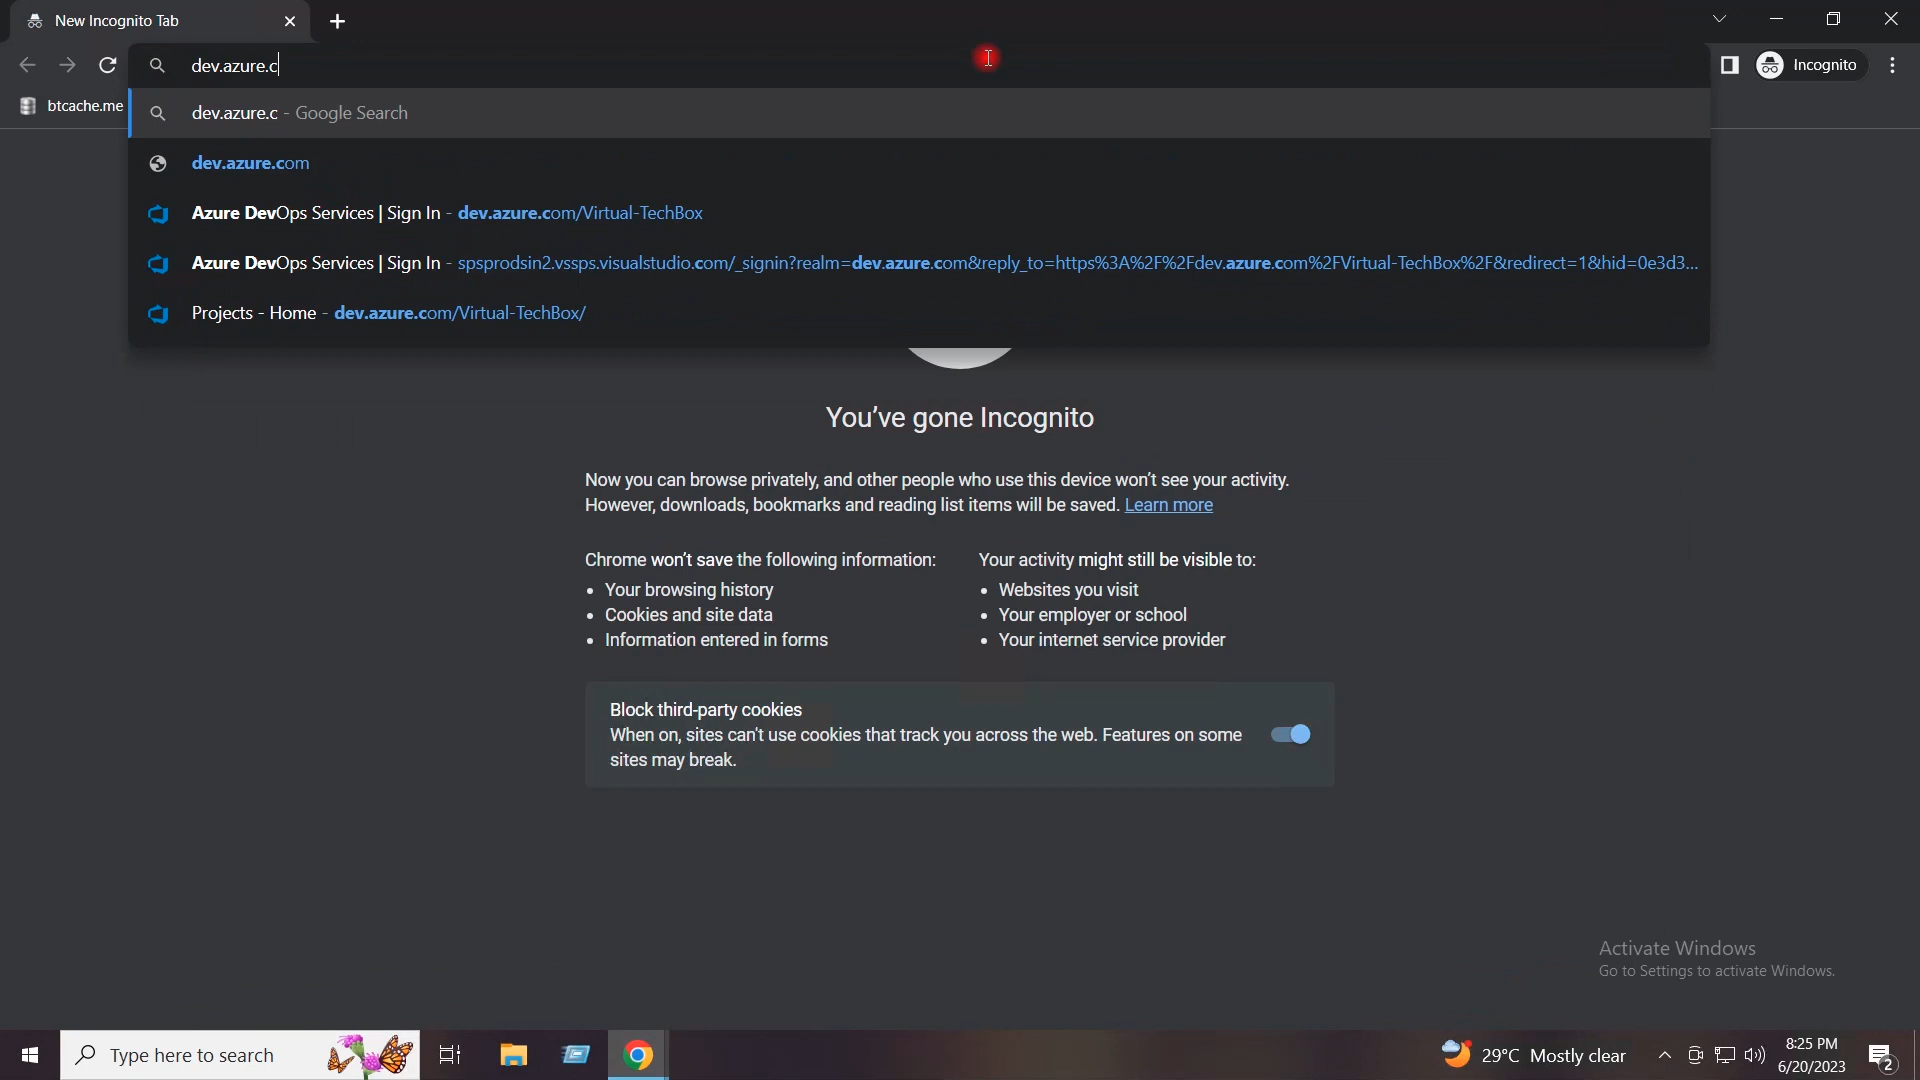 New Incognito Tab
dev.azure.c
Incognito
btcache.me
dev.azure.c - Google Search
dev.azure.com
Azure DevOps Services | Sign In - dev.azure.com/Virtual-TechBox
Azure DevOps Services | Sign In - spsprodsin2.vssps.visualstudio.com/_signin?realm=dev.azure.com&reply_to=https%3A%2F%2Fdev.azure.com%2FVirtual-TechBox%2F&redirect=1&hid=0e3d3...
Projects - Home - dev.azure.com/Virtual-TechBox/
You've gone Incognito
Now you can browse privately, and other people who use this device won't see your activity.
However, downloads, bookmarks and reading list items will be saved. Learn more
Chrome won't save the following information:
• Your browsing history
• Cookies and site data
• Information entered in forms
Your activity might still be visible to:
• Websites you visit
• Your employer or school
• Your internet service provider
Block third-party cookies
When on, sites can't use cookies that track you across the web. Features on some
sites may break.
Activate Windows
Go to Settings to activate Windows.
Type here to search
29°C Mostly clear
8:25 PM
6/20/2023
2